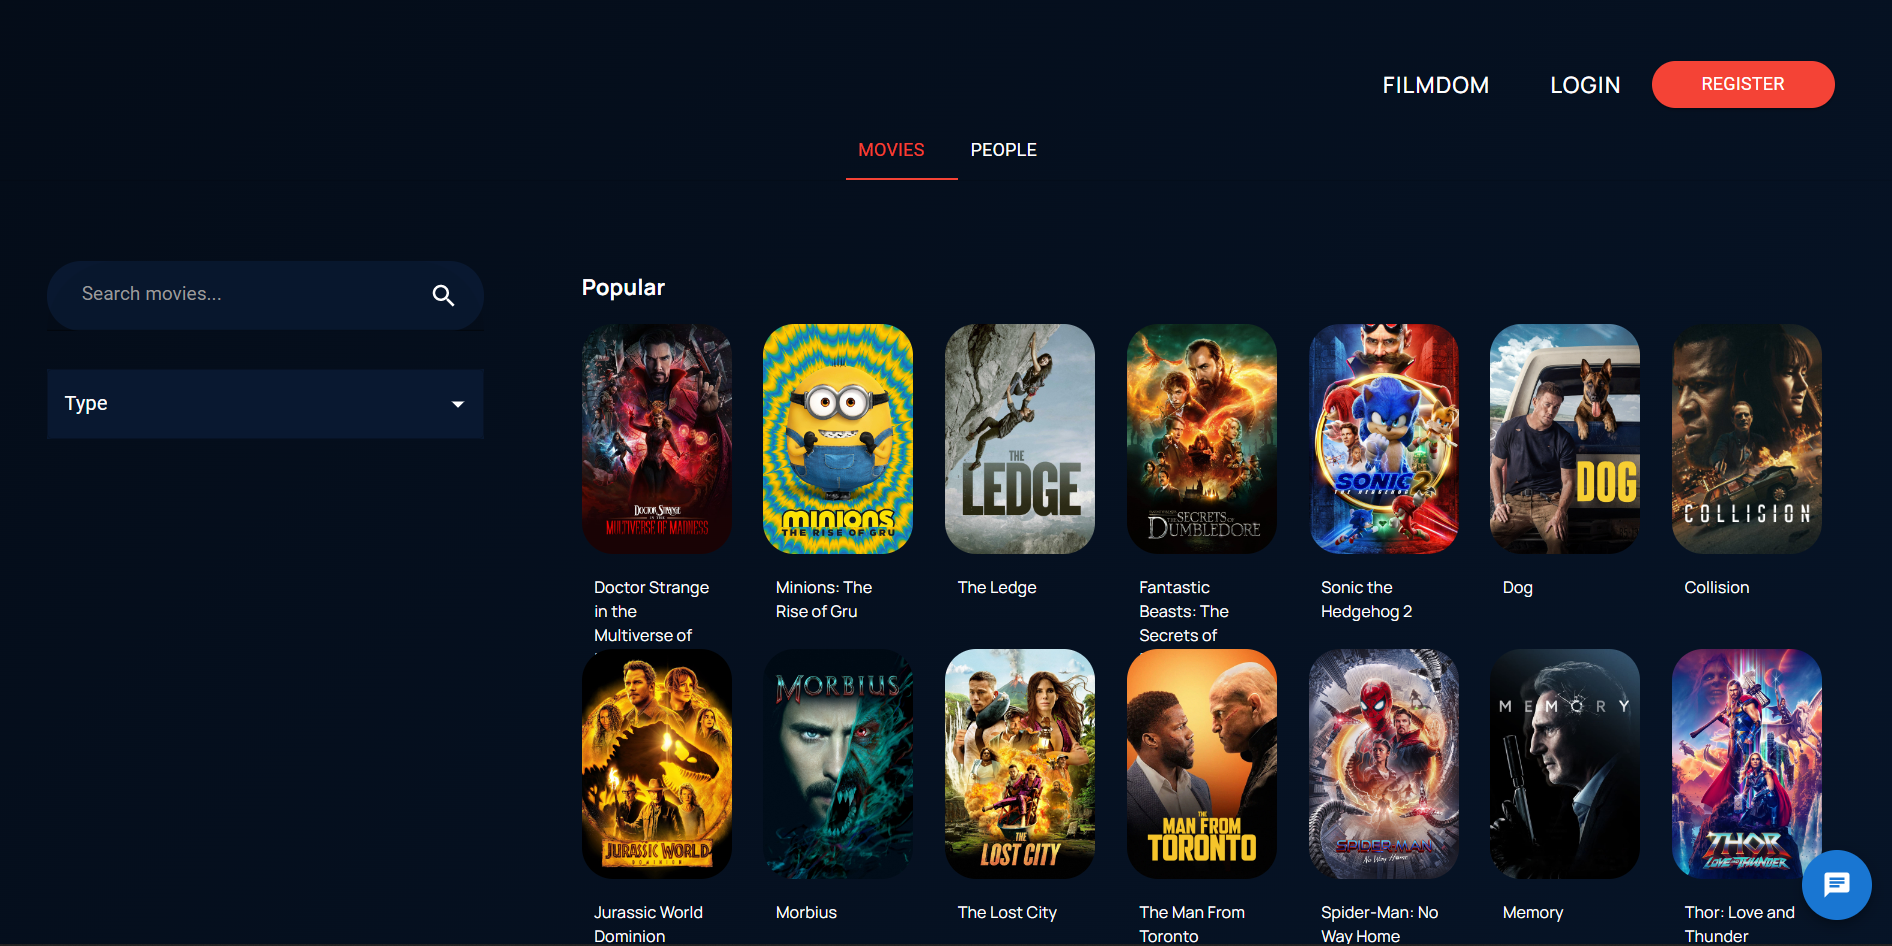 FILMDOM
LOGIN
REGISTER
MOVIES
PEOPLE
Search movies...
Type
Popular
DOCTOR STRANGE
IN THE
MULTIVERSE OF MADNESS
MINIONS
THE RISE OF GRU
THE
LEDGE
THE SECRETS OF
DUMBLEDORE
SONIC 2
THE HEDGEHOG
DOG
COLLISION
Doctor Strange
in the
Multiverse of
Minions: The
Rise of Gru
The Ledge
Fantastic
Beasts: The
Secrets of
Sonic the
Hedgehog 2
Dog
Collision
JURASSIC WORLD
DOMINION
MORBIUS
THE
LOST CITY
THE
MAN FROM
TORONTO
SPIDER-MAN
No Way Home
MEMORY
THOR
LOVE AND THUNDER
Jurassic World
Dominion
Morbius
The Lost City
The Man From
Toronto
Spider-Man: No
Way Home
Memory
Thor: Love and
Thunder